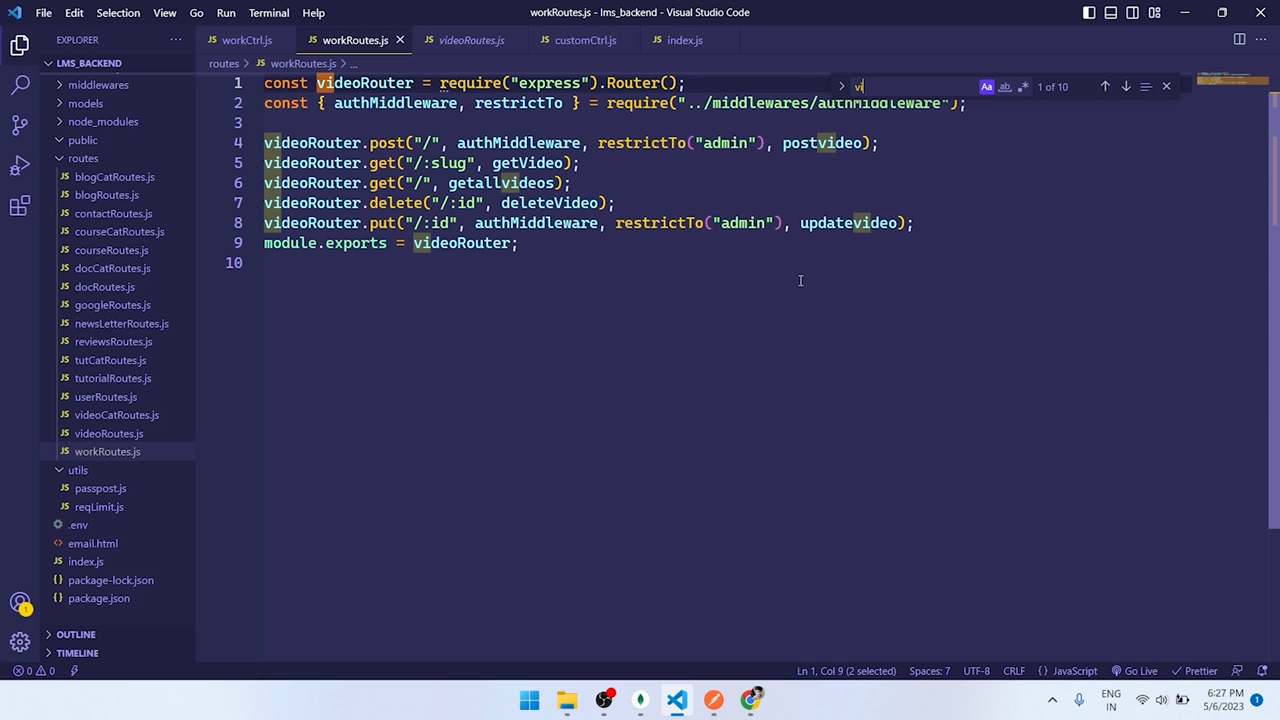 File Edit Selection View Go Run Terminal Help
workRoutes.js - lms_backend - Visual Studio Code
EXPLORER
workCtrl.js
workRoutes.js
videoRoutes.js
customCtrl.js
index.js
LMS_BACKEND
middlewares
models
node_modules
public
routes
blogCatRoutes.js
blogRoutes.js
contactRoutes.js
courseCatRoutes.js
courseRoutes.js
docCatRoutes.js
docRoutes.js
googleRoutes.js
newsLetterRoutes.js
reviewsRoutes.js
tutCatRoutes.js
tutorialRoutes.js
userRoutes.js
videoCatRoutes.js
videoRoutes.js
workRoutes.js
utils
passpost.js
reqLimit.js
.env
email.html
index.js
package-lock.json
package.json
OUTLINE
TIMELINE
routes > JS workRoutes.js > ...
vi
Aa ab .* 1 of 10
1 const videoRouter = require("express").Router();
2 const { authMiddleware, restrictTo } = require("../middlewares/authMiddleware");
3
4 videoRouter.post("/", authMiddleware, restrictTo("admin"), postvideo);
5 videoRouter.get("/:slug", getVideo);
6 videoRouter.get("/", getallvideos);
7 videoRouter.delete("/:id", deleteVideo);
8 videoRouter.put("/:id", authMiddleware, restrictTo("admin"), updatevideo);
9 module.exports = videoRouter;
10
0 0 Ln 1, Col 9 (2 selected) Spaces: 7 UTF-8 CRLF { } JavaScript Go Live Prettier
ENG
IN
6:27 PM
5/6/2023
1